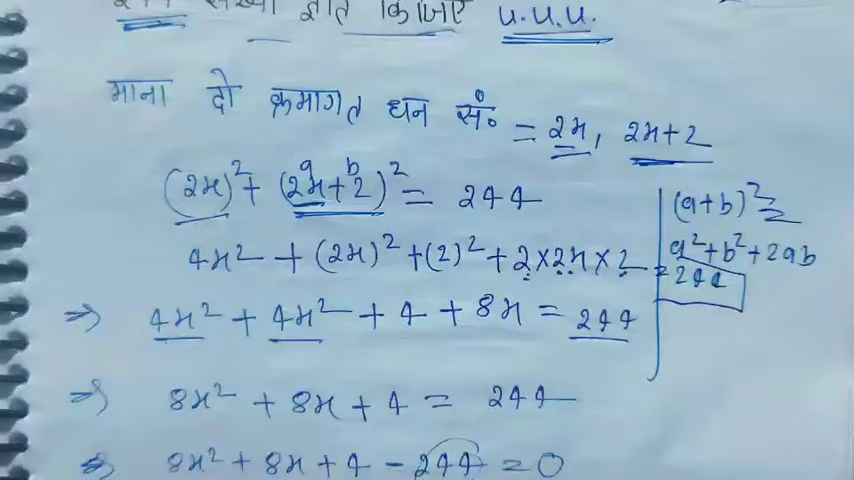 संख्या ज्ञात कीजिए U.U.U.
माना दो क्रमागत धन सं० = 2x, 2x+2
(2x)² + (2x+2)² = 244
a b
(a+b)² =
4x² + (2x)² + (2)² + 2×2x×2 = 244
a²+b²+2ab
⇒ 4x² + 4x² + 4 + 8x = 244
⇒ 8x² + 8x + 4 = 244
⇒ 8x² + 8x + 4 - 244 = 0